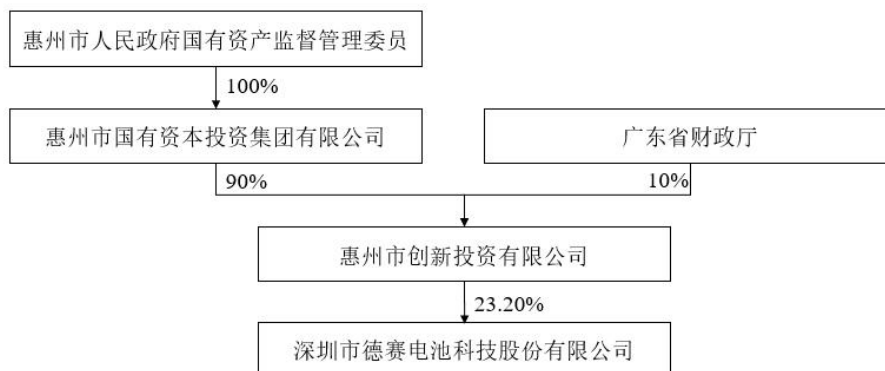 惠州市人民政府国有资产监督管理委员
100%
惠州市国有资本投资集团有限公司
广东省财政厅
90%
10%
惠州市创新投资有限公司
23.20%
深圳市德赛电池科技股份有限公司